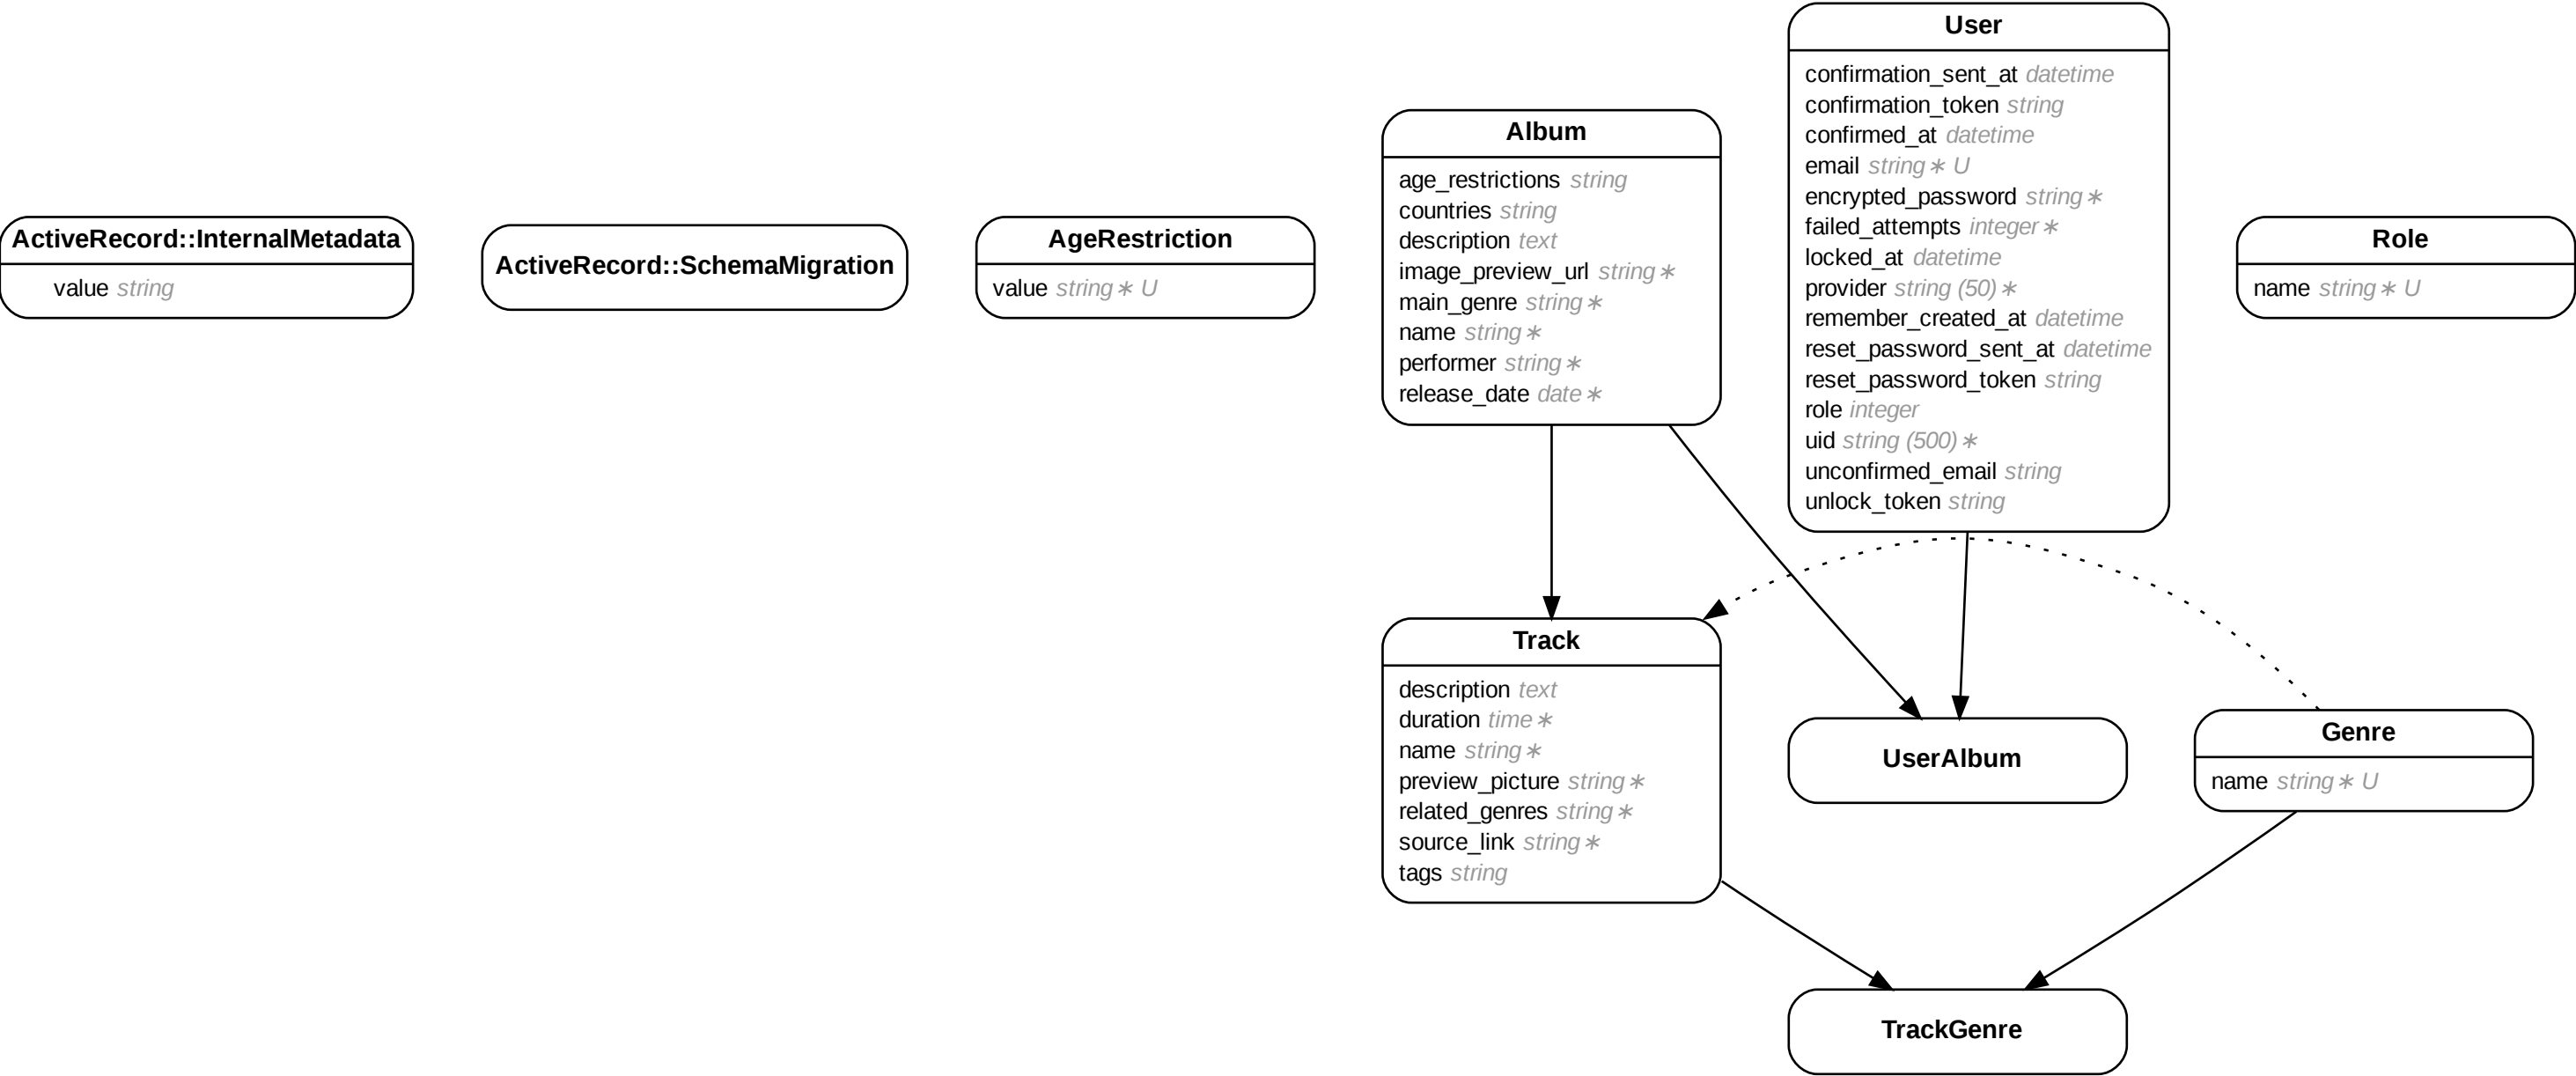 ActiveRecord::InternalMetadata
value string
ActiveRecord::SchemaMigration
AgeRestriction
value string∗ U
Album
age_restrictions string
countries string
description text
image_preview_url string∗
main_genre string∗
name string∗
performer string∗
release_date date∗
User
confirmation_sent_at datetime
confirmation_token string
confirmed_at datetime
email string∗ U
encrypted_password string∗
failed_attempts integer∗
locked_at datetime
provider string (50)∗
remember_created_at datetime
reset_password_sent_at datetime
reset_password_token string
role integer
uid string (500)∗
unconfirmed_email string
unlock_token string
Role
name string∗ U
Track
description text
duration time∗
name string∗
preview_picture string∗
related_genres string∗
source_link string∗
tags string
UserAlbum
Genre
name string∗ U
TrackGenre